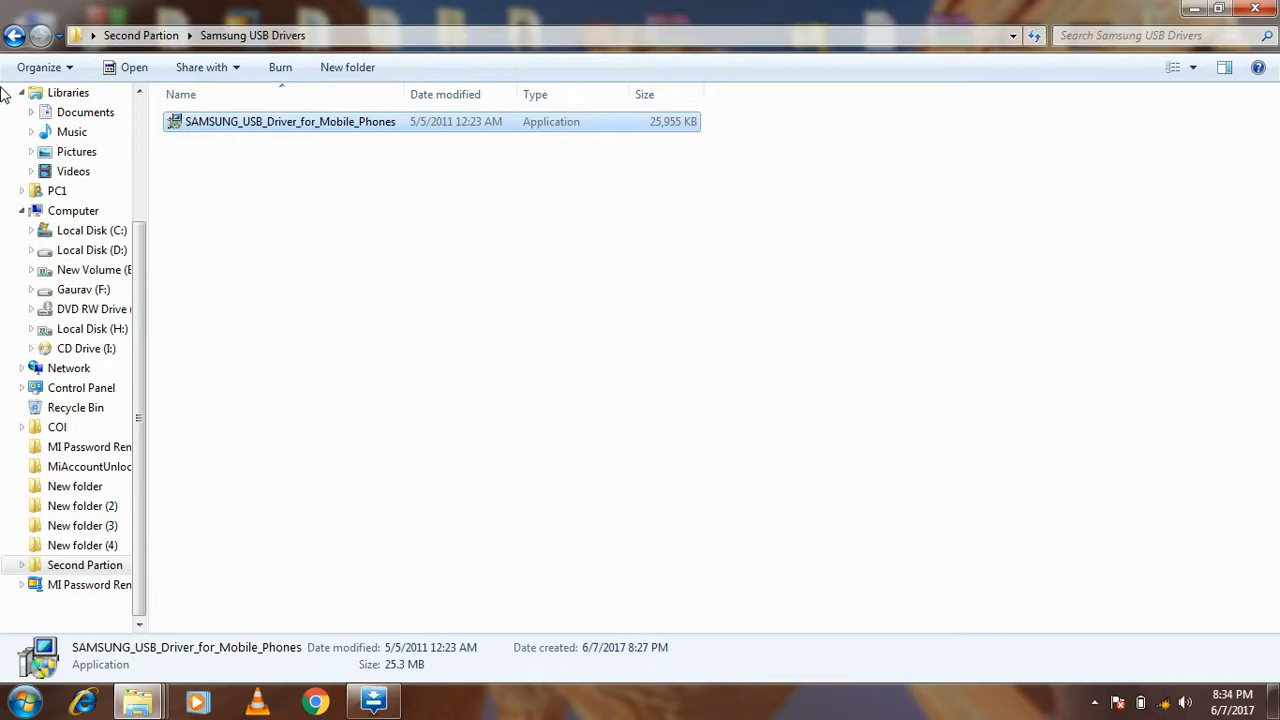 Second Partion Samsung USB Drivers
Search Samsung USB Drivers
Organize Open Share with Burn New folder
Libraries
Documents
Music
Pictures
Videos
PC1
Computer
Local Disk (C:)
Local Disk (D:)
New Volume (E
Gaurav (F:)
DVD RW Drive (
Local Disk (H:)
CD Drive (I:)
Network
Control Panel
Recycle Bin
COI
MI Password Ren
MiAccountUnloc
New folder
New folder (2)
New folder (3)
New folder (4)
Second Partion
MI Password Ren
Name Date modified Type Size
SAMSUNG_USB_Driver_for_Mobile_Phones 5/5/2011 12:23 AM Application 25,955 KB
SAMSUNG_USB_Driver_for_Mobile_Phones Date modified: 5/5/2011 12:23 AM Date created: 6/7/2017 8:27 PM
Application Size: 25.3 MB
8:34 PM
6/7/2017